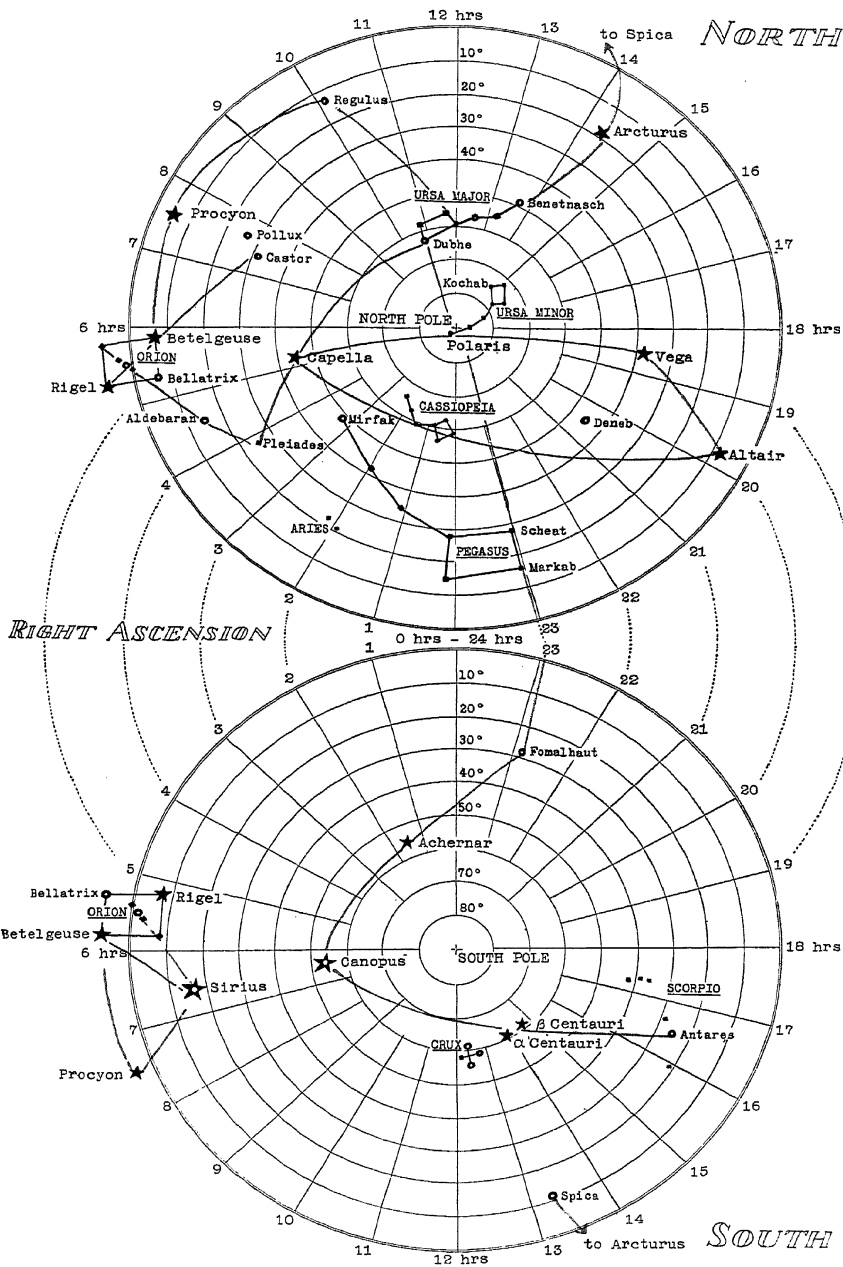 12 hrs
11
13
to Spica
NORTH
10
14
10°
9
Regulus
20°
15
30°
Arcturus
8
40°
16
URSA MAJOR
Procyon
Benetnasch
7
Pollux
Dubhe
17
Castor
Kochab
NORTH POLE
URSA MINOR
6 hrs
18 hrs
Betelgeuse
Polaris
ORION
Capella
Vega
Rigel
Bellatrix
CASSIOPEIA
19
Aldebaran
Mirfak
Deneb
Pleiades
Altair
4
20
ARIES
Scheat
3
PEGASUS
21
Markab
2
22
RIGHT ASCENSION
1
0 hrs - 24 hrs
23
1
23
2
22
10°
3
20°
21
30°
Fomalhaut
4
40°
20
50°
Achernar
5
70°
19
Bellatrix
Rigel
80°
ORION
Betelgeuse
6 hrs
18 hrs
Canopus
SOUTH POLE
Sirius
SCORPIO
7
β Centauri
17
CRUX
α Centauri
Antares
Procyon
8
16
9
15
Spica
10
14
to Arcturus
SOUTH
11
13
12 hrs